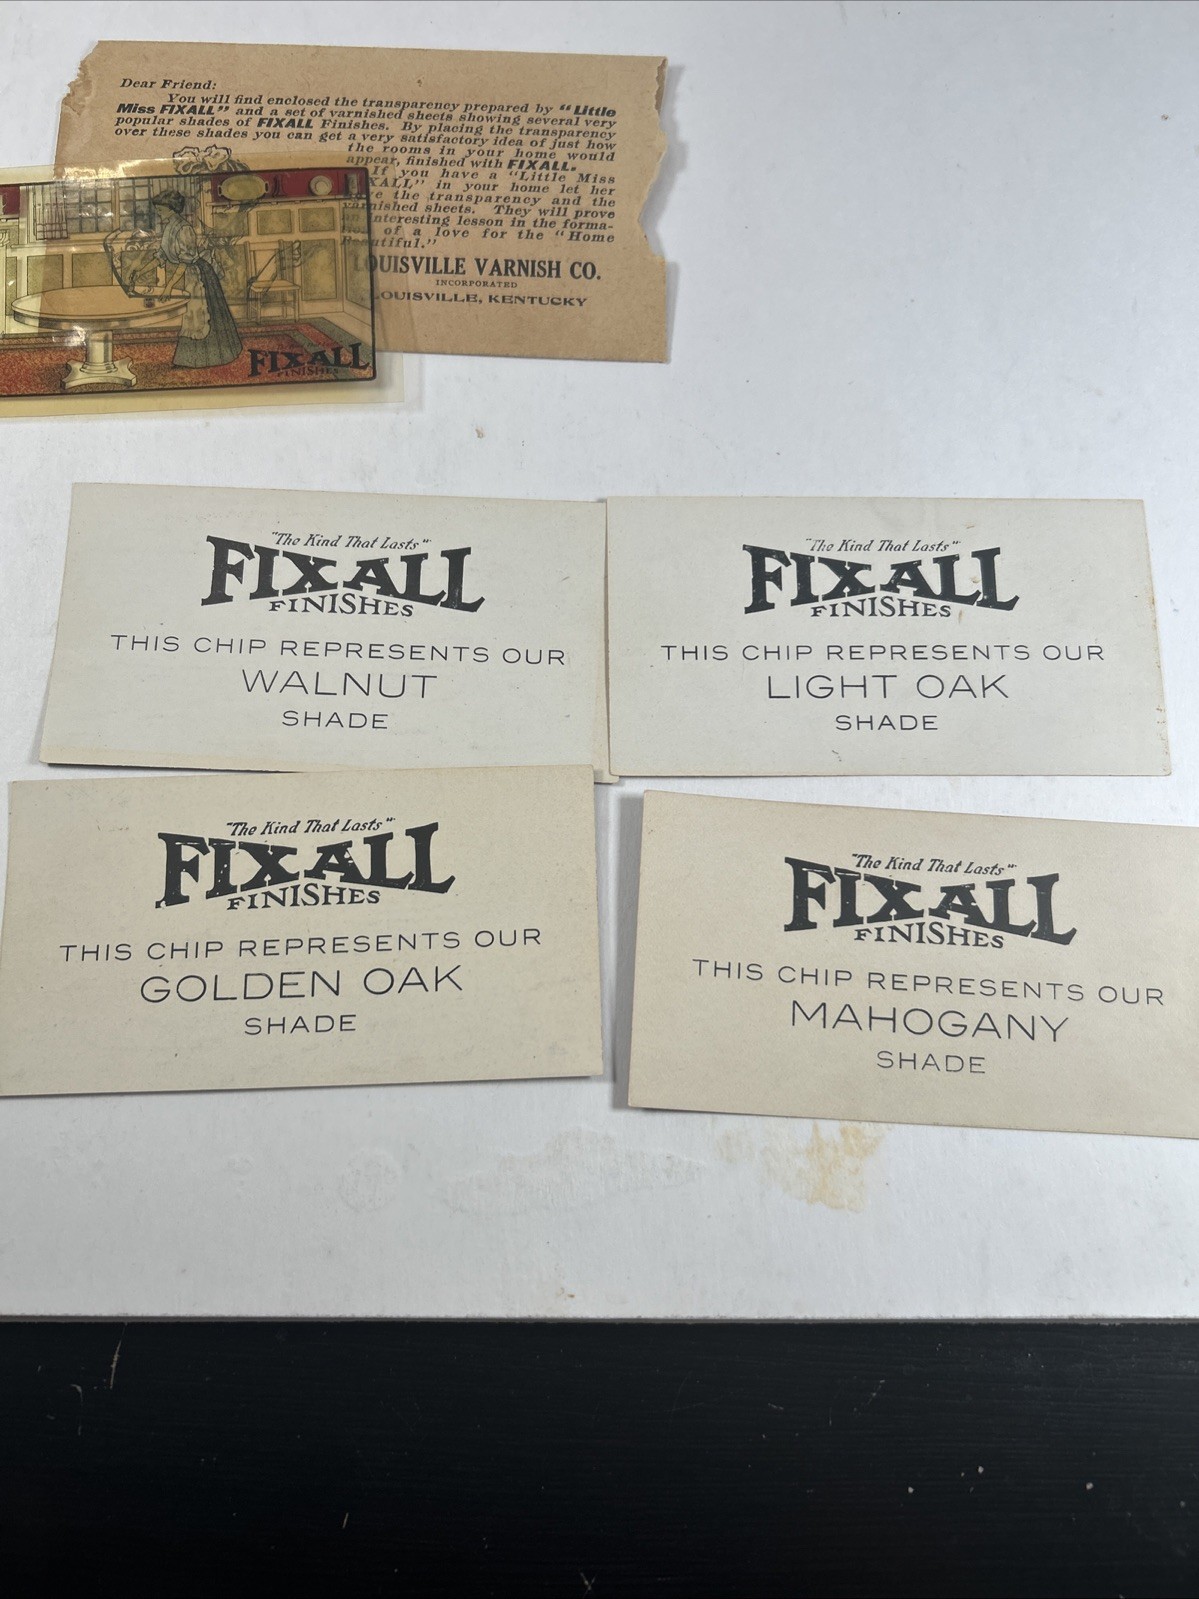 Dear Friend:
You will find enclosed the transparency prepared by "Little
Miss FIXALL" and a set of varnished sheets showing several very
popular shades of FIXALL Finishes. By placing the transparency
over these shades you can get a very satisfactory idea of just how
the rooms in your home would
appear, finished with FIXALL.
If you have a "Little Miss
FIXALL" in your home let her
have the transparency and the
varnished sheets. They will prove
an interesting lesson in the forma-
tion of a love for the "Home
Beautiful."
LOUISVILLE VARNISH CO.
INCORPORATED
LOUISVILLE, KENTUCKY
FIXALL
FINISHES
"The Kind That Lasts"
FIXALL
FINISHES
THIS CHIP REPRESENTS OUR
WALNUT
SHADE
"The Kind That Lasts"
FIXALL
FINISHES
THIS CHIP REPRESENTS OUR
LIGHT OAK
SHADE
"The Kind That Lasts"
FIXALL
FINISHES
THIS CHIP REPRESENTS OUR
GOLDEN OAK
SHADE
"The Kind That Lasts"
FIXALL
FINISHES
THIS CHIP REPRESENTS OUR
MAHOGANY
SHADE